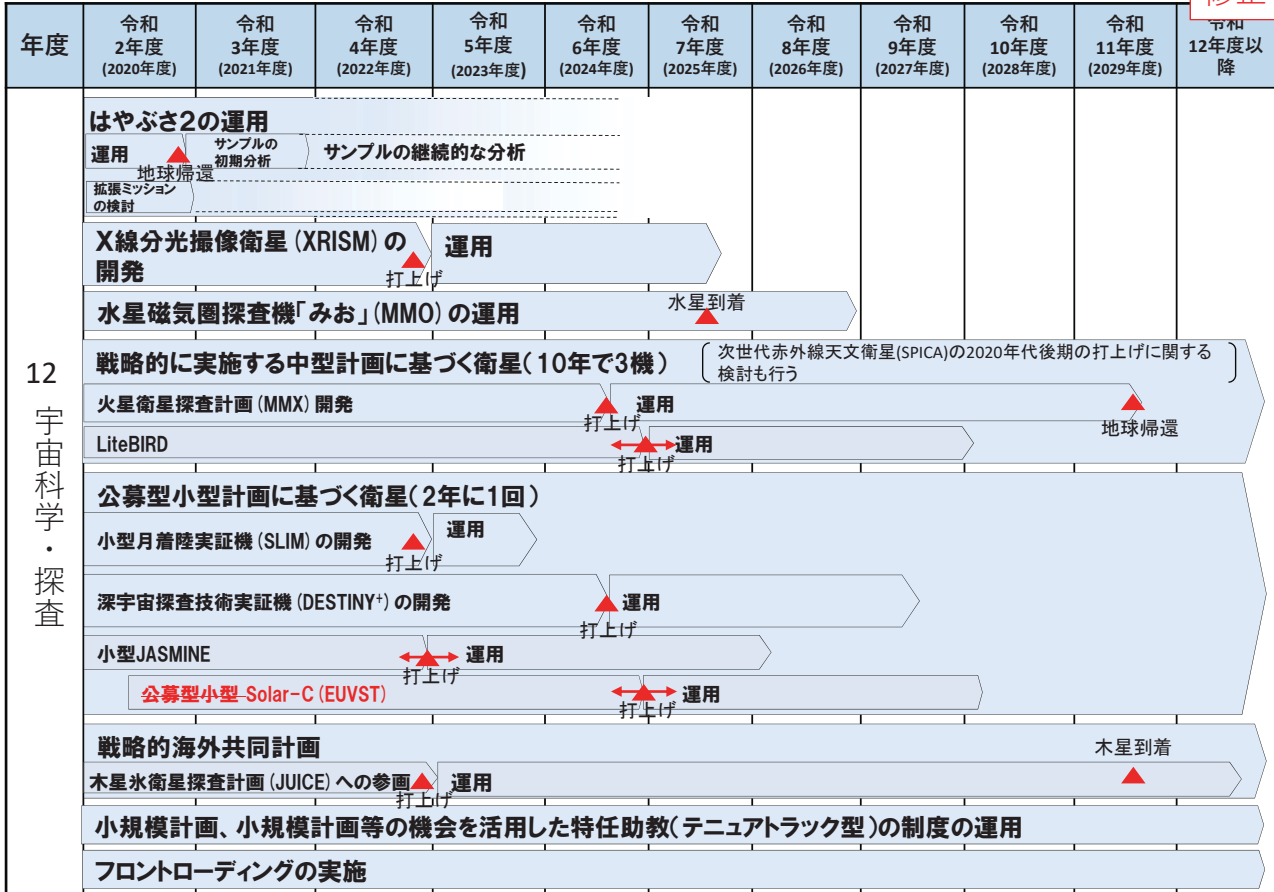 修正
年度
令和
2年度
(2020年度)
令和
3年度
(2021年度)
令和
4年度
(2022年度)
令和
5年度
(2023年度)
令和
6年度
(2024年度)
令和
7年度
(2025年度)
令和
8年度
(2026年度)
令和
9年度
(2027年度)
令和
10年度
(2028年度)
令和
11年度
(2029年度)
令和
12年度以
降
12
宇宙科学・探査
はやぶさ2の運用
運用
サンプルの
初期分析
サンプルの継続的な分析
地球帰還
拡張ミッション
の検討
X線分光撮像衛星(XRISM)の
開発
運用
打上げ
水星磁気圏探査機「みお」(MMO)の運用
水星到着
戦略的に実施する中型計画に基づく衛星(10年で3機)
次世代赤外線天文衛星(SPICA)の2020年代後期の打上げに関する
検討も行う
火星衛星探査計画(MMX)開発
運用
打上げ
地球帰還
LiteBIRD
運用
打上げ
公募型小型計画に基づく衛星(2年に1回)
小型月着陸実証機(SLIM)の開発
運用
打上げ
深宇宙探査技術実証機(DESTINY+)の開発
運用
打上げ
小型JASMINE
運用
打上げ
公募型小型 Solar-C(EUVST)
運用
打上げ
戦略的海外共同計画
木星到着
木星氷衛星探査計画(JUICE)への参画
運用
打上げ
小規模計画、小規模計画等の機会を活用した特任助教(テニュアトラック型)の制度の運用
フロントローディングの実施